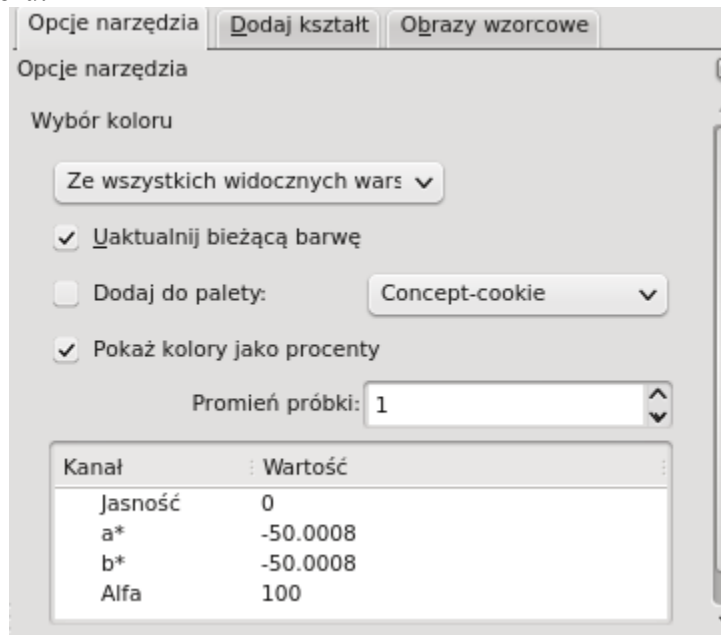 Opcje narzędzia Dodaj kształt Obrazy wzorcowe
Opcje narzędzia
Wybór koloru
Ze wszystkich widocznych wars
Uaktualnij bieżącą barwę
Dodaj do palety: Concept-cookie
Pokaż kolory jako procenty
Promień próbki: 1
Kanał Wartość
Jasność 0
a* -50.0008
b* -50.0008
Alfa 100